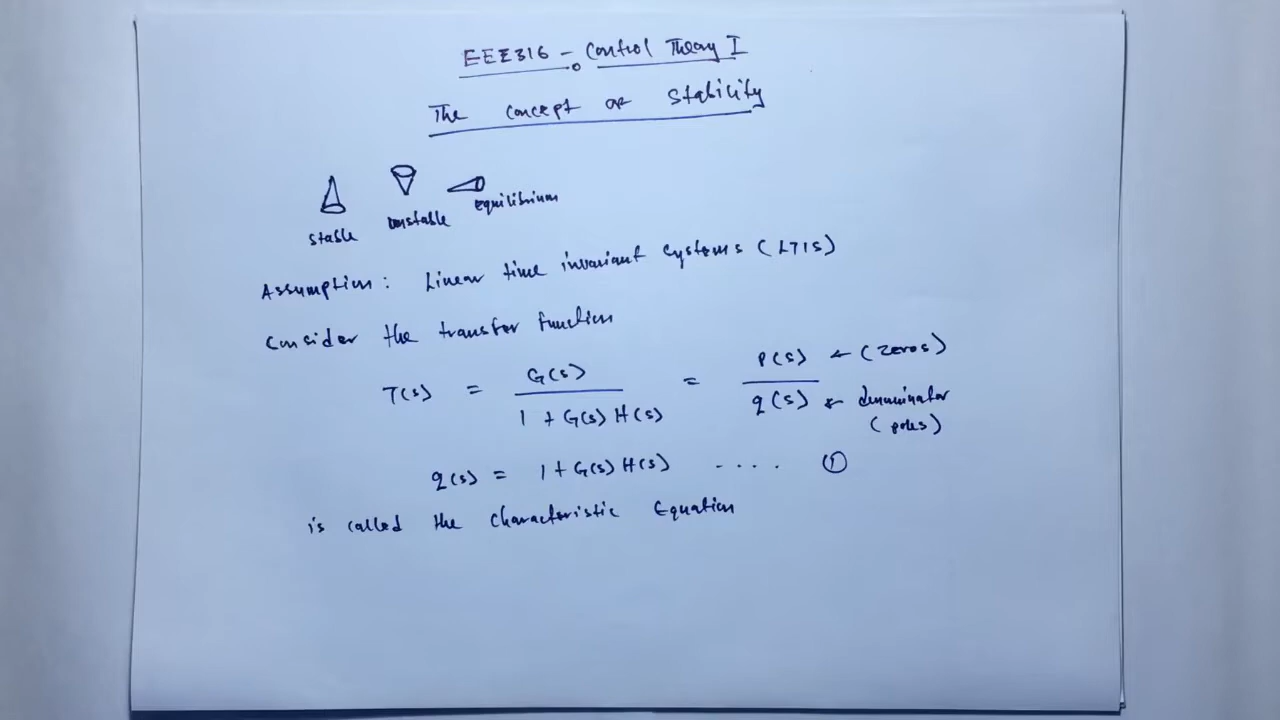 EEE316 - Control Theory I
The concept of Stability
stable unstable equilibrium
Assumption: Linear time invariant systems (LTIS)
Consider the transfer function
T(s) = G(s) / 1 + G(s) H(s) = P(s) ← (zeros) / q(s) ← denominator (poles)
q(s) = 1 + G(s) H(s) .... ①
is called the characteristic Equation